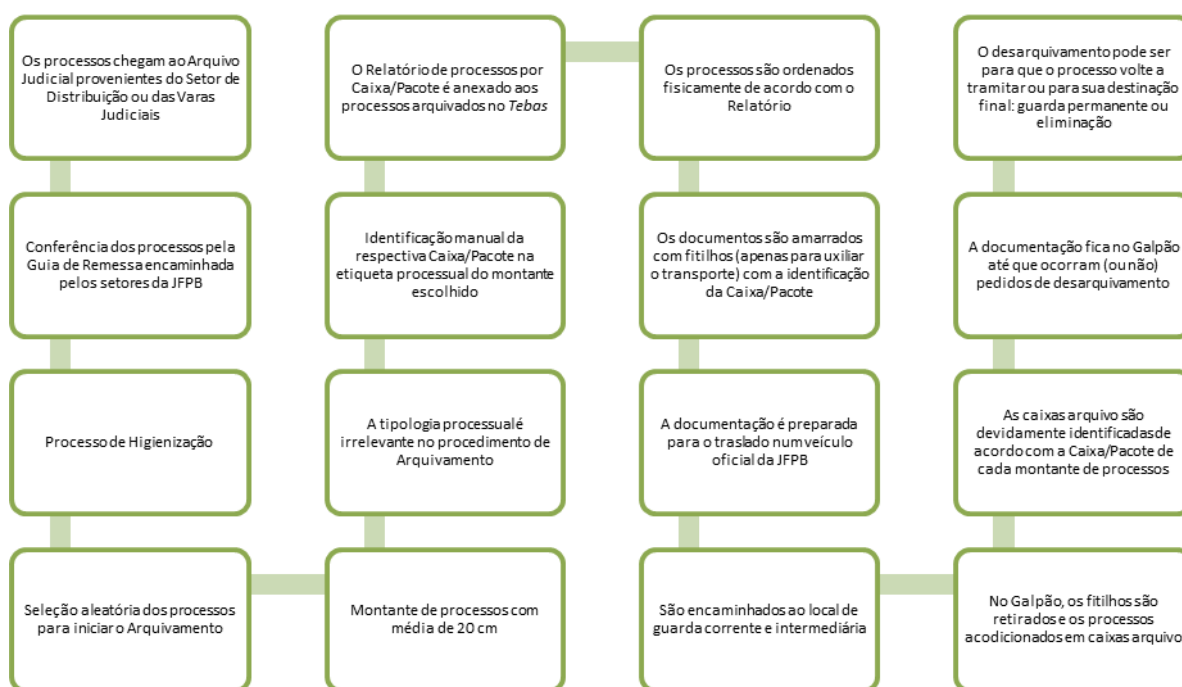 Os processos chegam ao Arquivo
Judicial provenientes do Setor de
Distribuição ou das Varas
Judiciais
Conferência dos processos pela
Guia de Remessa encaminhada
pelos setores da JFPB
Processo de Higienização
Seleção aleatória dos processos
para iniciar o Arquivamento
Montante de processos com
média de 20 cm
A tipologia processual é
irrelevante no procedimento de
Arquivamento
Identificação manual da
respectiva Caixa/Pacote na
etiqueta processual do montante
escolhido
O Relatório de processos por
Caixa/Pacote é anexado aos
processos arquivados no Tebas
Os processos são ordenados
fisicamente de acordo com o
Relatório
Os documentos são amarrados
com fitilhos (apenas para uxiliar
o transporte) com a identificação
da Caixa/Pacote
A documentação é preparada
para o traslado num veículo
oficial da JFPB
São encaminhados ao local de
guarda corrente e intermediária
No Galpão, os fitilhos são
retirados e os processos
acodicionados em caixas arquivo
As caixas arquivo são
devidamente identificadas de
acordo com a Caixa/Pacote de
cada montante de processos
A documentação fica no Galpão
até que ocorram (ou não)
pedidos de desarquivamento
O desarquivamento pode ser
para que o processo volte a
tramitar ou para sua destinação
final: guarda permanente ou
eliminação